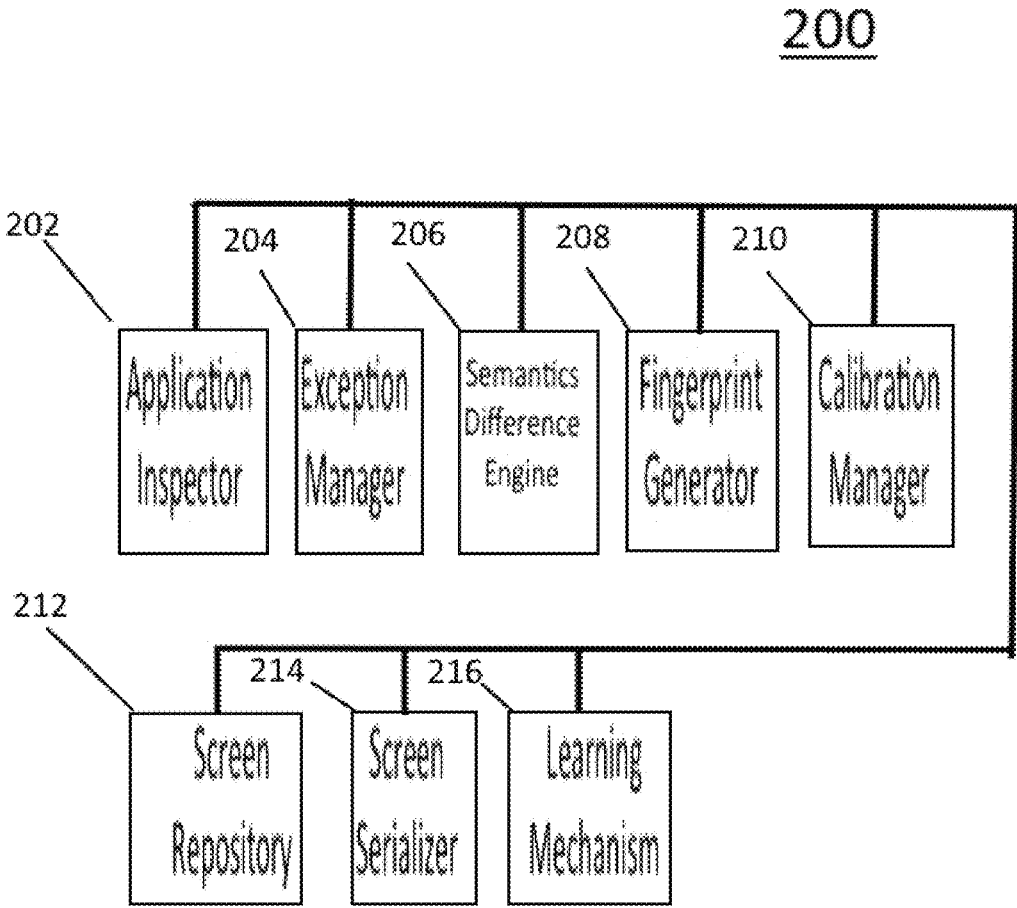 200
202
204
206
208
210
Application
Inspector
Exception
Manager
Semantics
Difference
Engine
Fingerprint
Generator
Calibration
Manager
212
214
216
Screen
Repository
Screen
Serializer
Learning
Mechanism